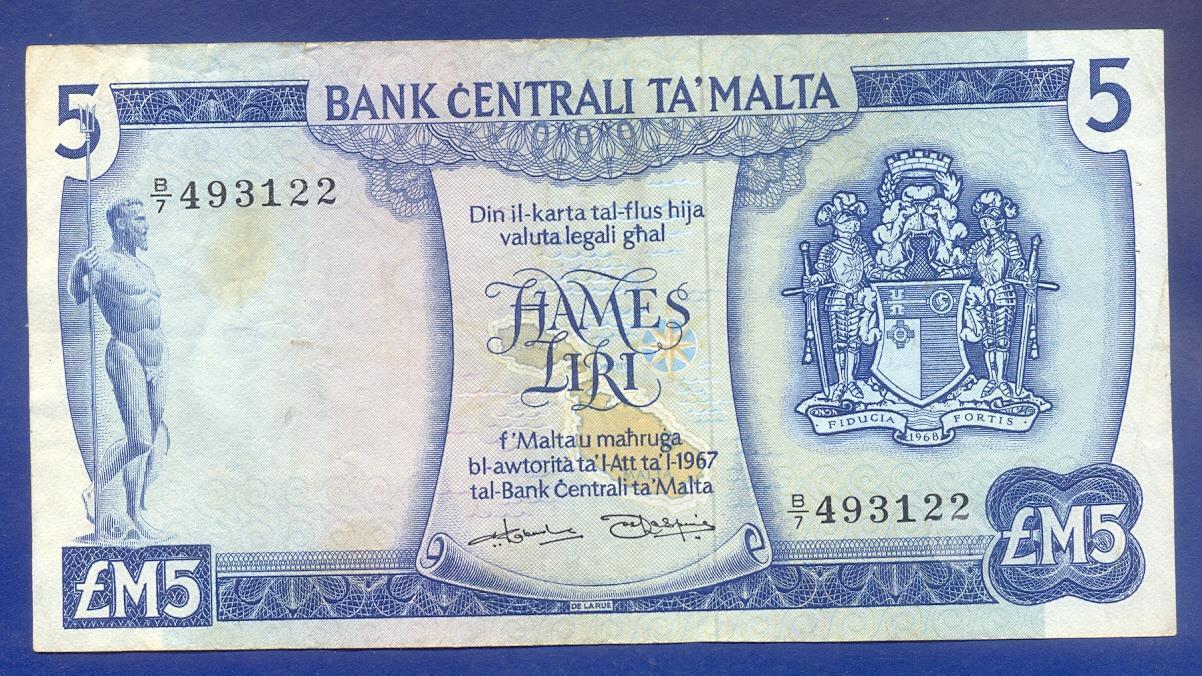 5
BANK ĊENTRALI TA' MALTA
5
B/7 493122
Din il-karta tal-flus hija
valuta legali għal
ĦAMES
LIRI
f'Malta u maħruġa
bl-awtorità ta' l-Att ta' l-1967
tal-Bank Ċentrali ta' Malta
FIDUCIA 1968 FORTIS
B/7 493122
£M5
DE LA RUE
£M5